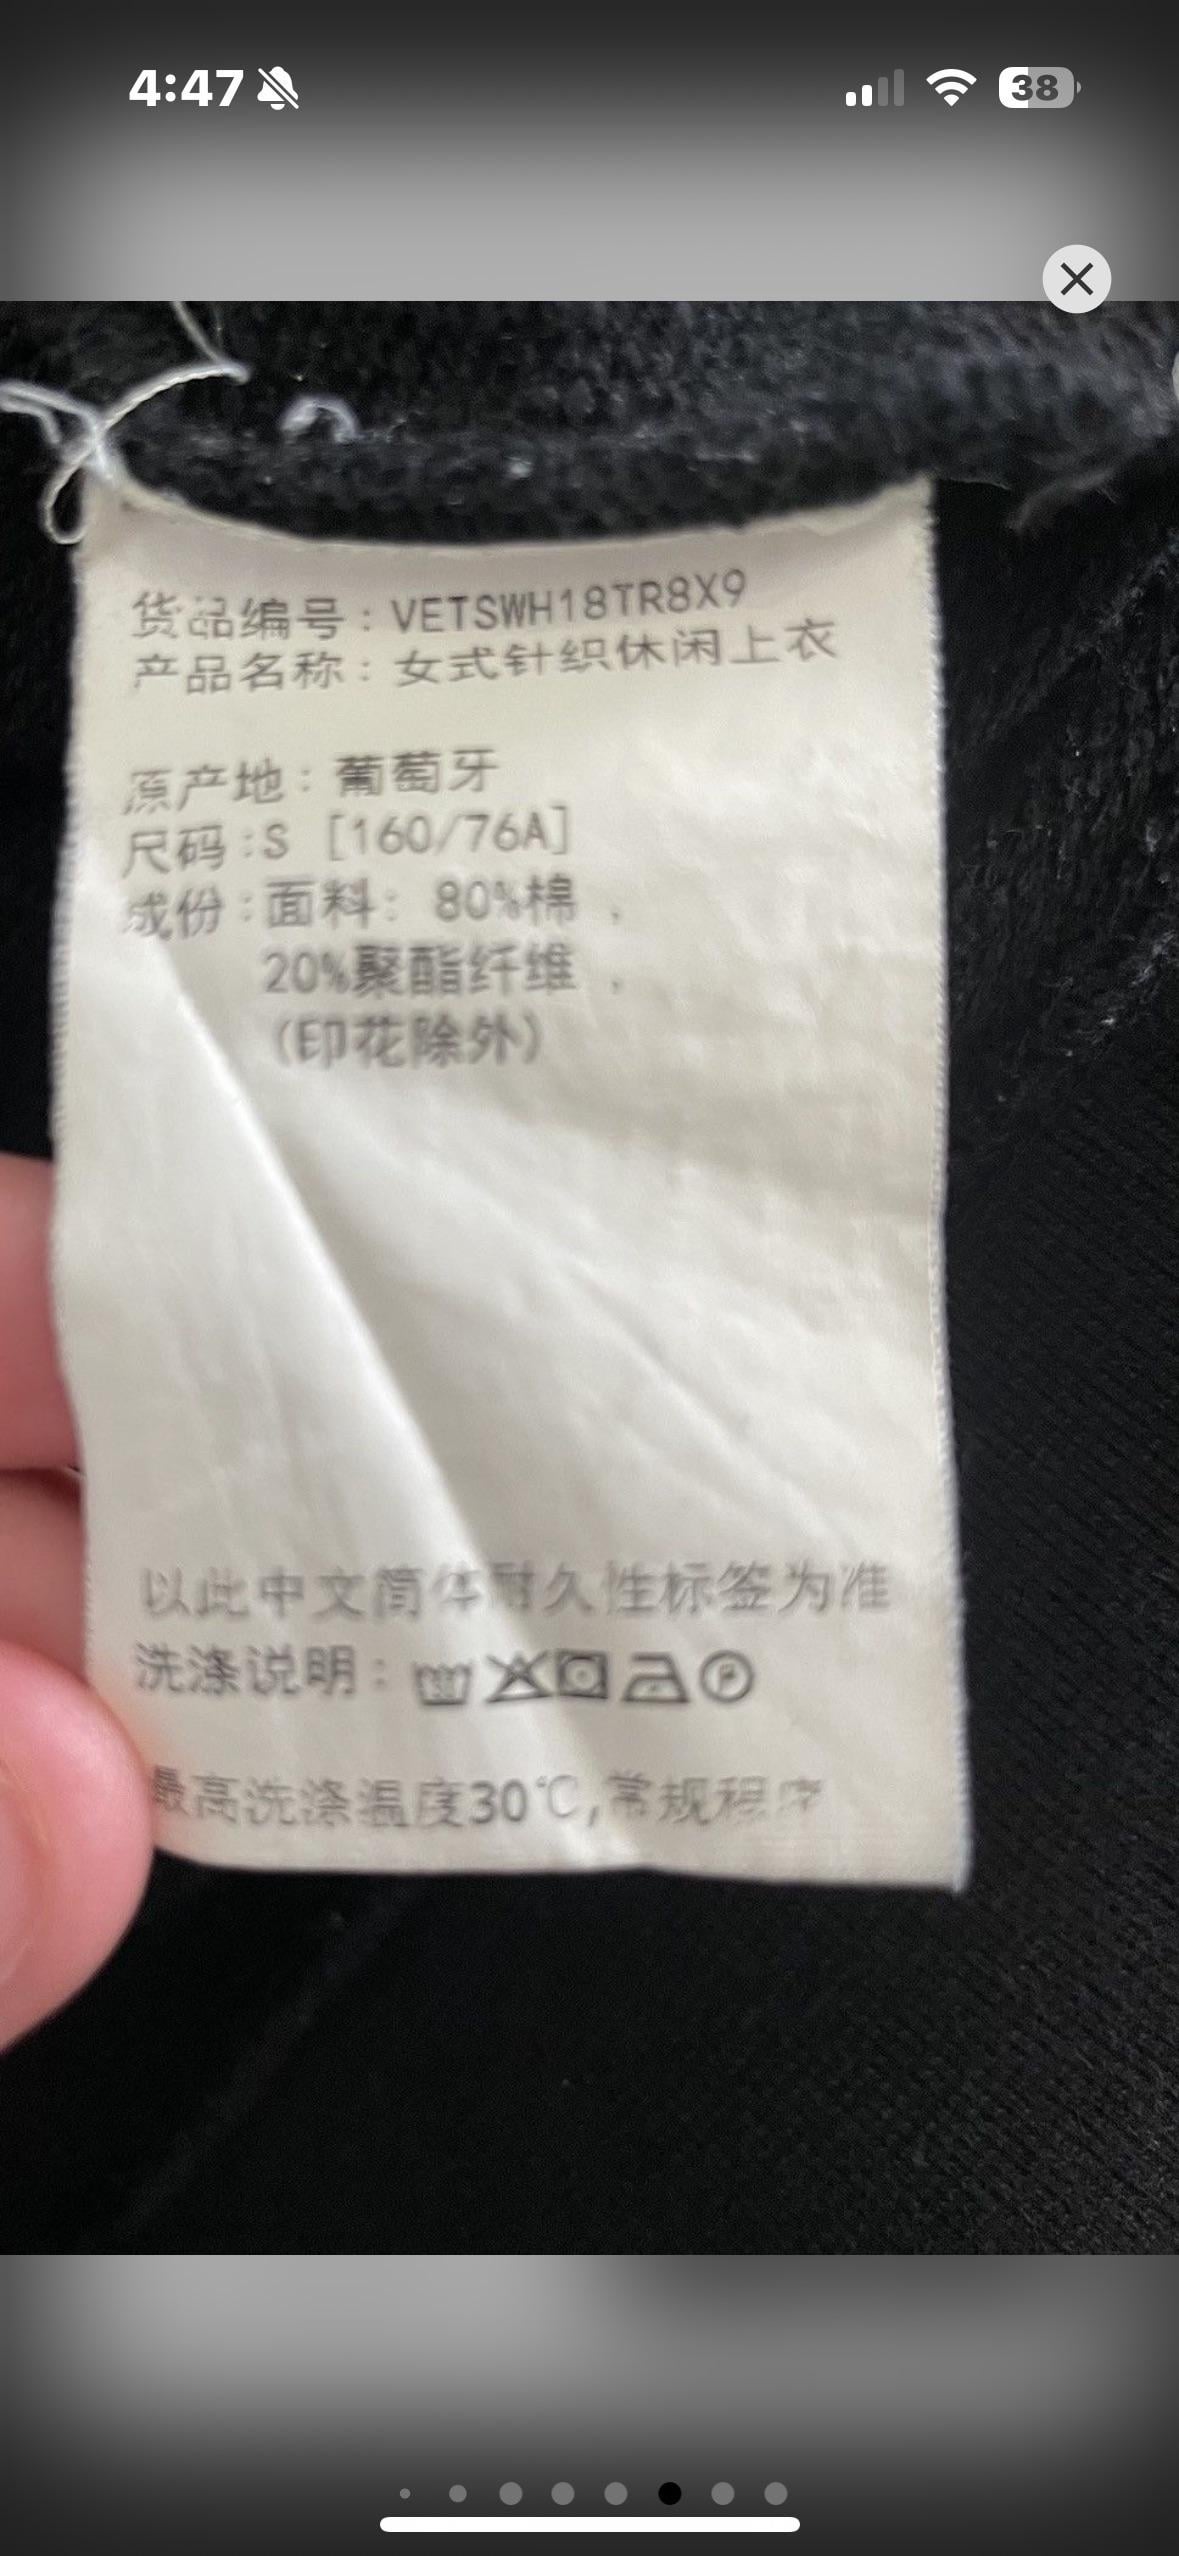 4:47
38
货品编号：VETSWH18TR8X9
产品名称：女式针织休闲上衣
原产地：葡萄牙
尺码：S [160/76A]
成份：面料： 80%棉 ,
20%聚酯纤维 ,
(印花除外)
以此中文简体耐久性标签为准
洗涤说明：
P
最高洗涤温度30℃,常规程序